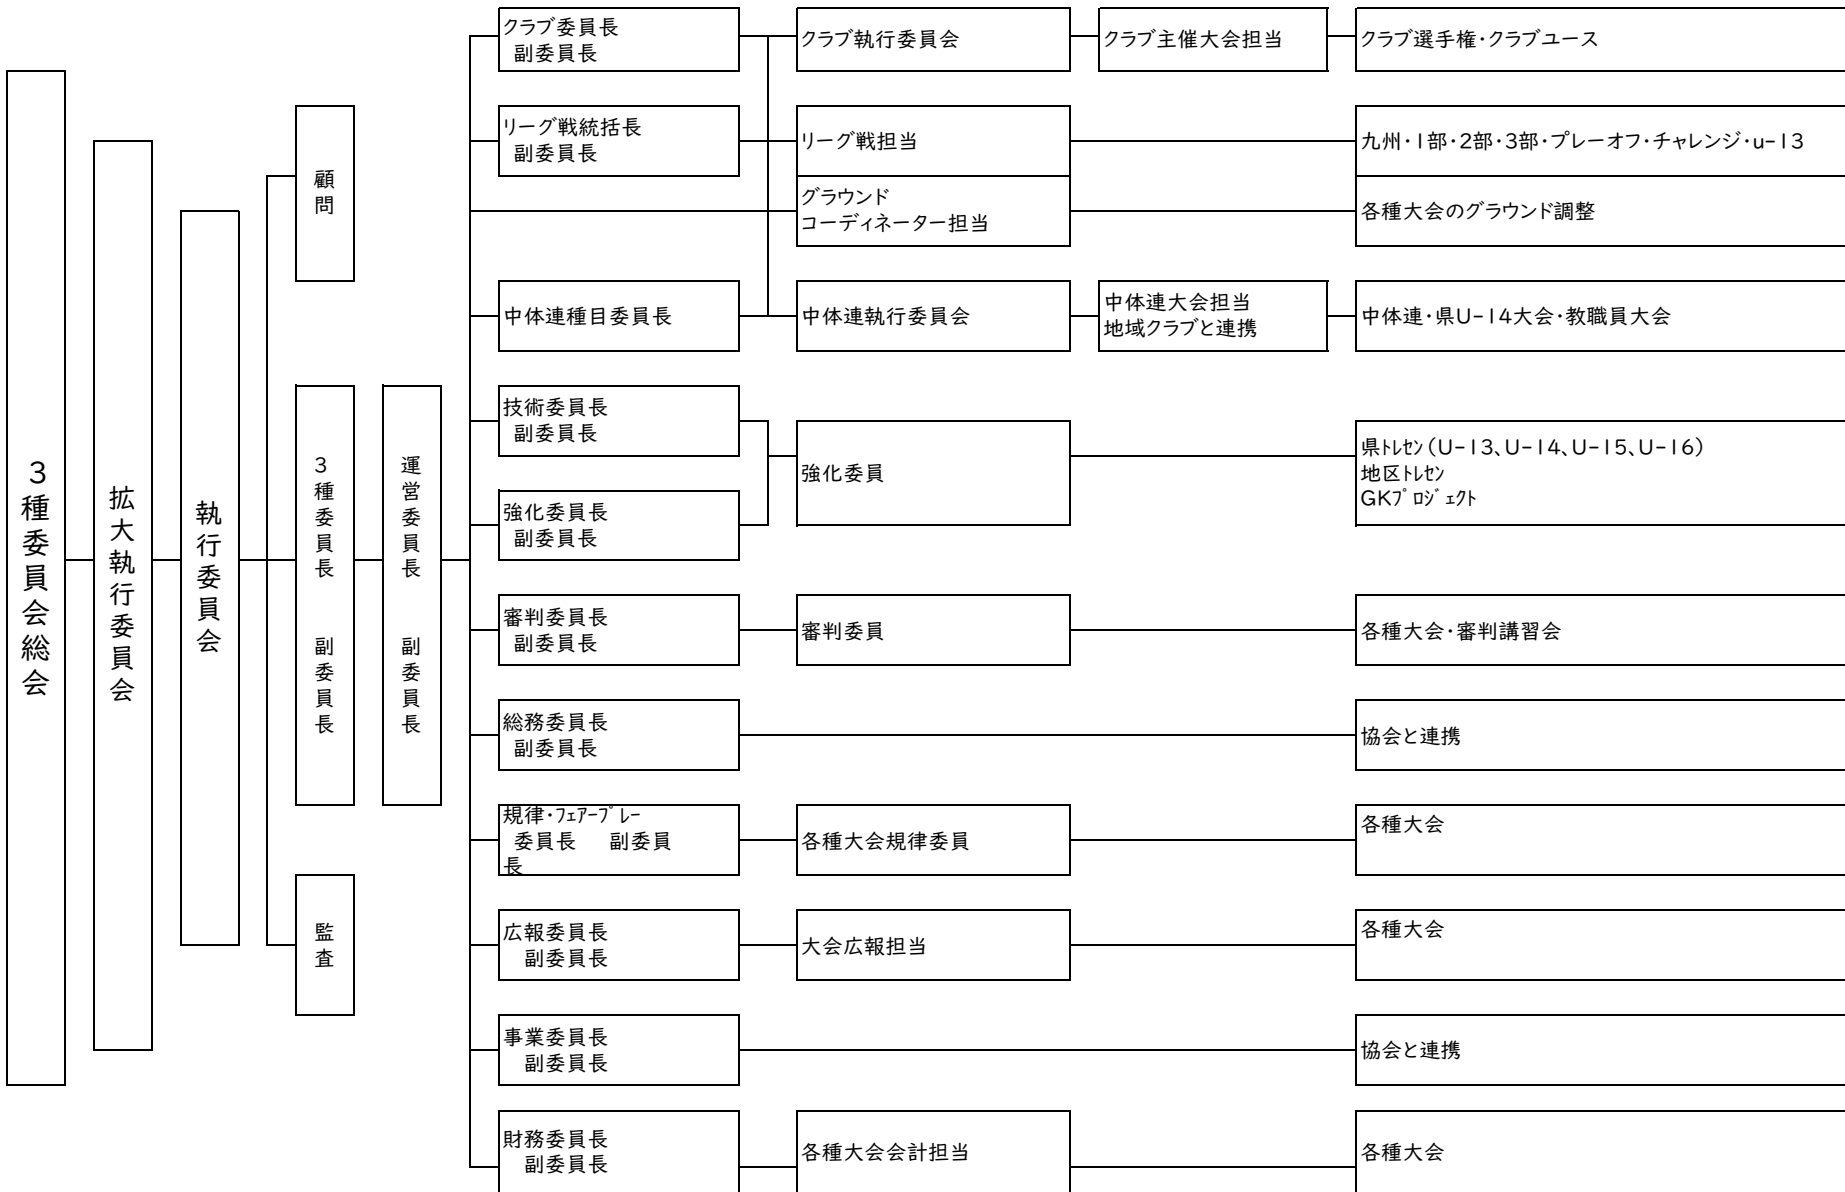 3種委員会総会
拡大執行委員会
執行委員会
顧問
3種委員長　副委員長
監査
運営委員長　副委員長
クラブ委員長
副委員長
クラブ執行委員会
クラブ主催大会担当
クラブ選手権・クラブユース
リーグ戦統括長
副委員長
リーグ戦担当
九州・1部・2部・3部・プレーオフ・チャレンジ・u-13
グラウンド
コーディネーター担当
各種大会のグラウンド調整
中体連種目委員長
中体連執行委員会
中体連大会担当
地域クラブと連携
中体連・県U-14大会・教職員大会
技術委員長
副委員長
強化委員長
副委員長
強化委員
県ﾄﾚｾﾝ(U-13、U-14、U-15、U-16)
地区ﾄﾚｾﾝ
GKﾌﾟﾛｼﾞｪｸﾄ
審判委員長
副委員長
審判委員
各種大会・審判講習会
総務委員長
副委員長
協会と連携
規律・ﾌｪｱｰﾌﾟﾚｰ
委員長　副委員
長
各種大会規律委員
各種大会
広報委員長
副委員長
大会広報担当
各種大会
事業委員長
副委員長
協会と連携
財務委員長
副委員長
各種大会会計担当
各種大会